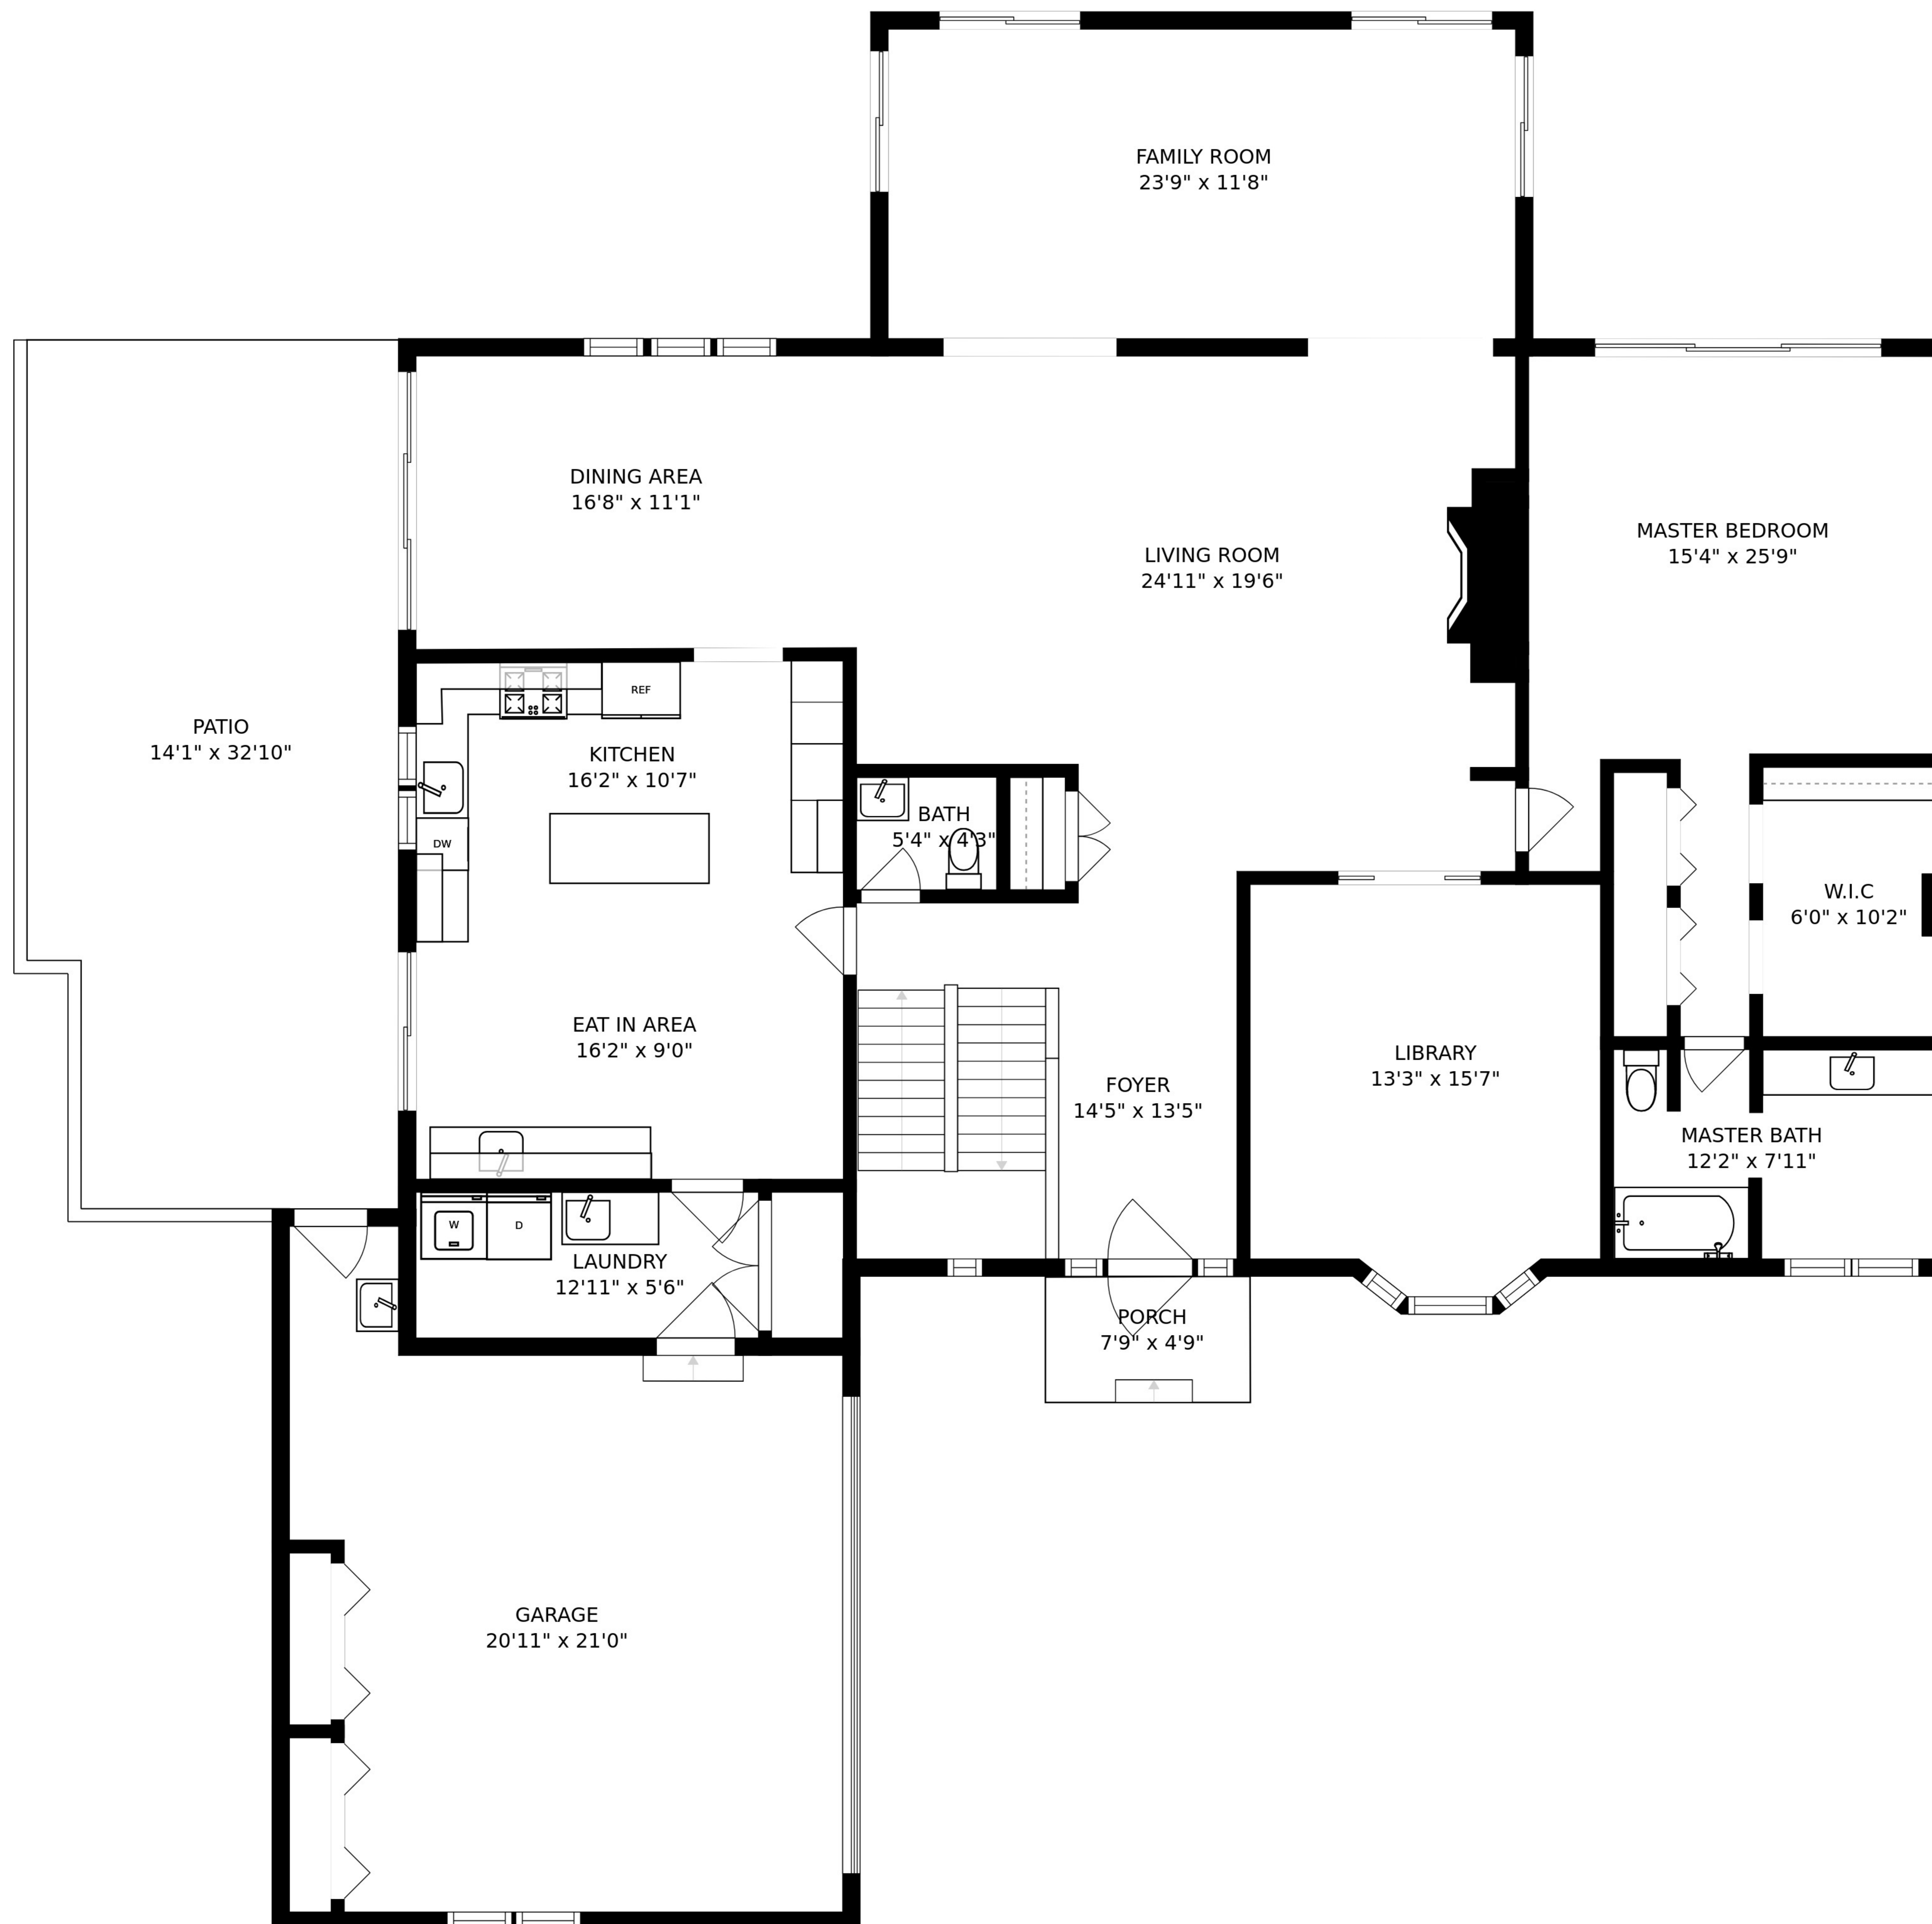 FAMILY ROOM
23'9" x 11'8"
DINING AREA
16'8" x 11'1"
LIVING ROOM
24'11" x 19'6"
MASTER BEDROOM
15'4" x 25'9"
PATIO
14'1" x 32'10"
REF
KITCHEN
16'2" x 10'7"
DW
BATH
5'4" x 4'3"
W.I.C
6'0" x 10'2"
EAT IN AREA
16'2" x 9'0"
FOYER
14'5" x 13'5"
LIBRARY
13'3" x 15'7"
MASTER BATH
12'2" x 7'11"
W
D
LAUNDRY
12'11" x 5'6"
PORCH
7'9" x 4'9"
GARAGE
20'11" x 21'0"